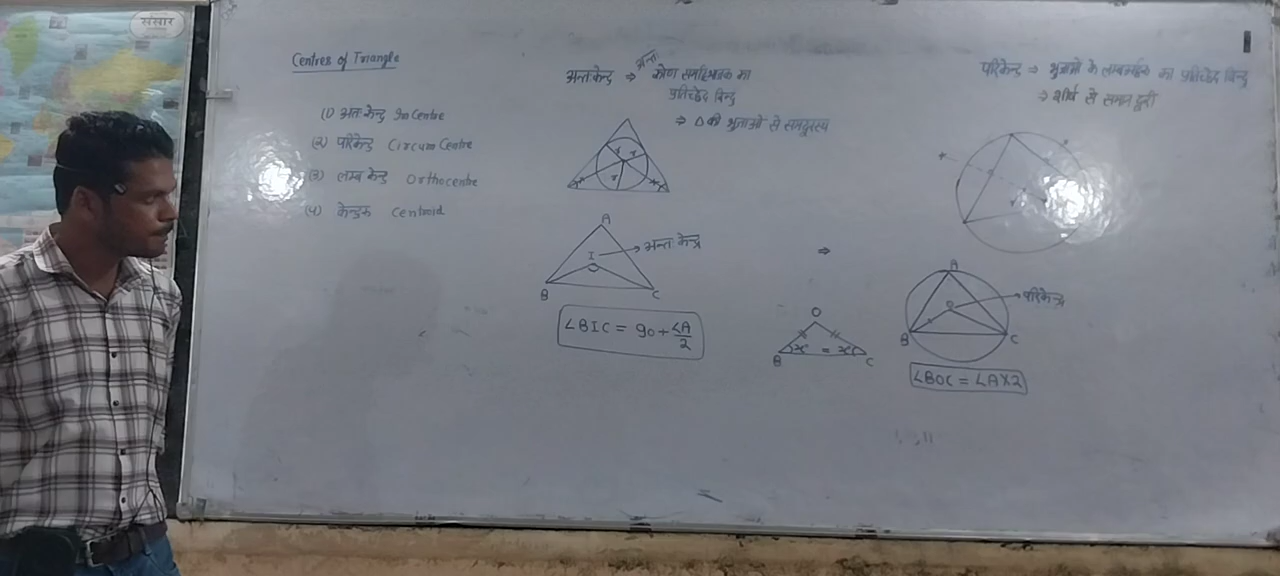 संसार
Centres of Triangle
(1) अतः केन्द्र In Centre
(2) परिकेन्द्र Circum Centre
(3) लम्ब केन्द्र Orthocentre
(4) केन्द्रक Centroid
अन्तः केन्द्र ⇒ अन्तः कोण समद्विभाजक का
प्रतिच्छेद बिन्दु
⇒ Δ की भुजाओं से समदूरस्थ
r r
r
A
I → अन्तः केन्द्र
B C
∠BIC = 90 + ∠A/2
परिकेन्द्र ⇒ भुजाओं के लम्बार्द्धक का प्रतिच्छेद बिन्दु
⇒ शीर्ष से समान दूरी
⇒
O
x° = x°
B C
A
O → परिकेन्द्र
B C
∠BOC = ∠A×2